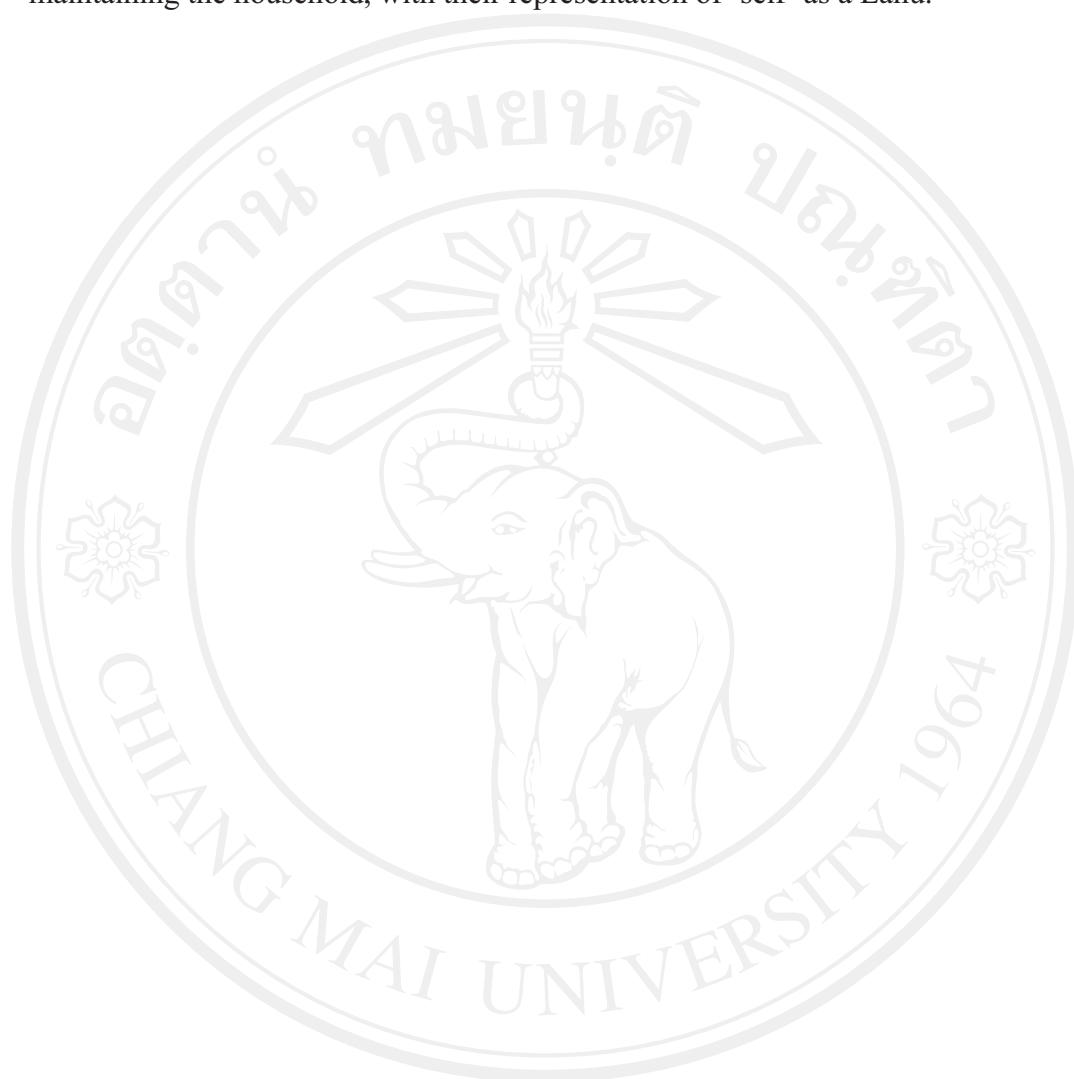 maintaining the household, with their representation of 'self' as a Lahu.
อตฺตานํ ทมยนฺติ ปณฺฑิตา
CHIANG MAI UNIVERSITY 1964